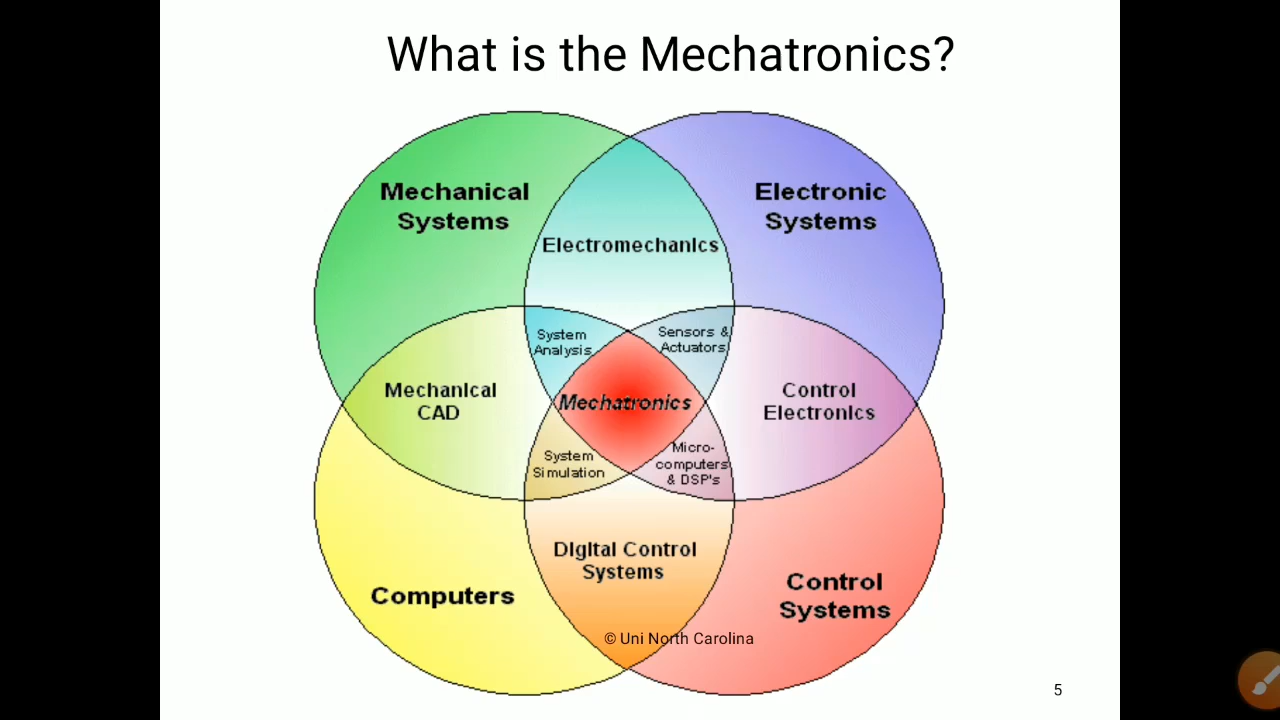 What is the Mechatronics?
Mechanical
Systems
Electronic
Systems
Electromechanics
System
Analysis
Sensors &
Actuators
Mechanical
CAD
Mechatronics
Control
Electronics
System
Simulation
Micro-
computers
& DSP's
Digital Control
Systems
Computers
Control
Systems
© Uni North Carolina
5